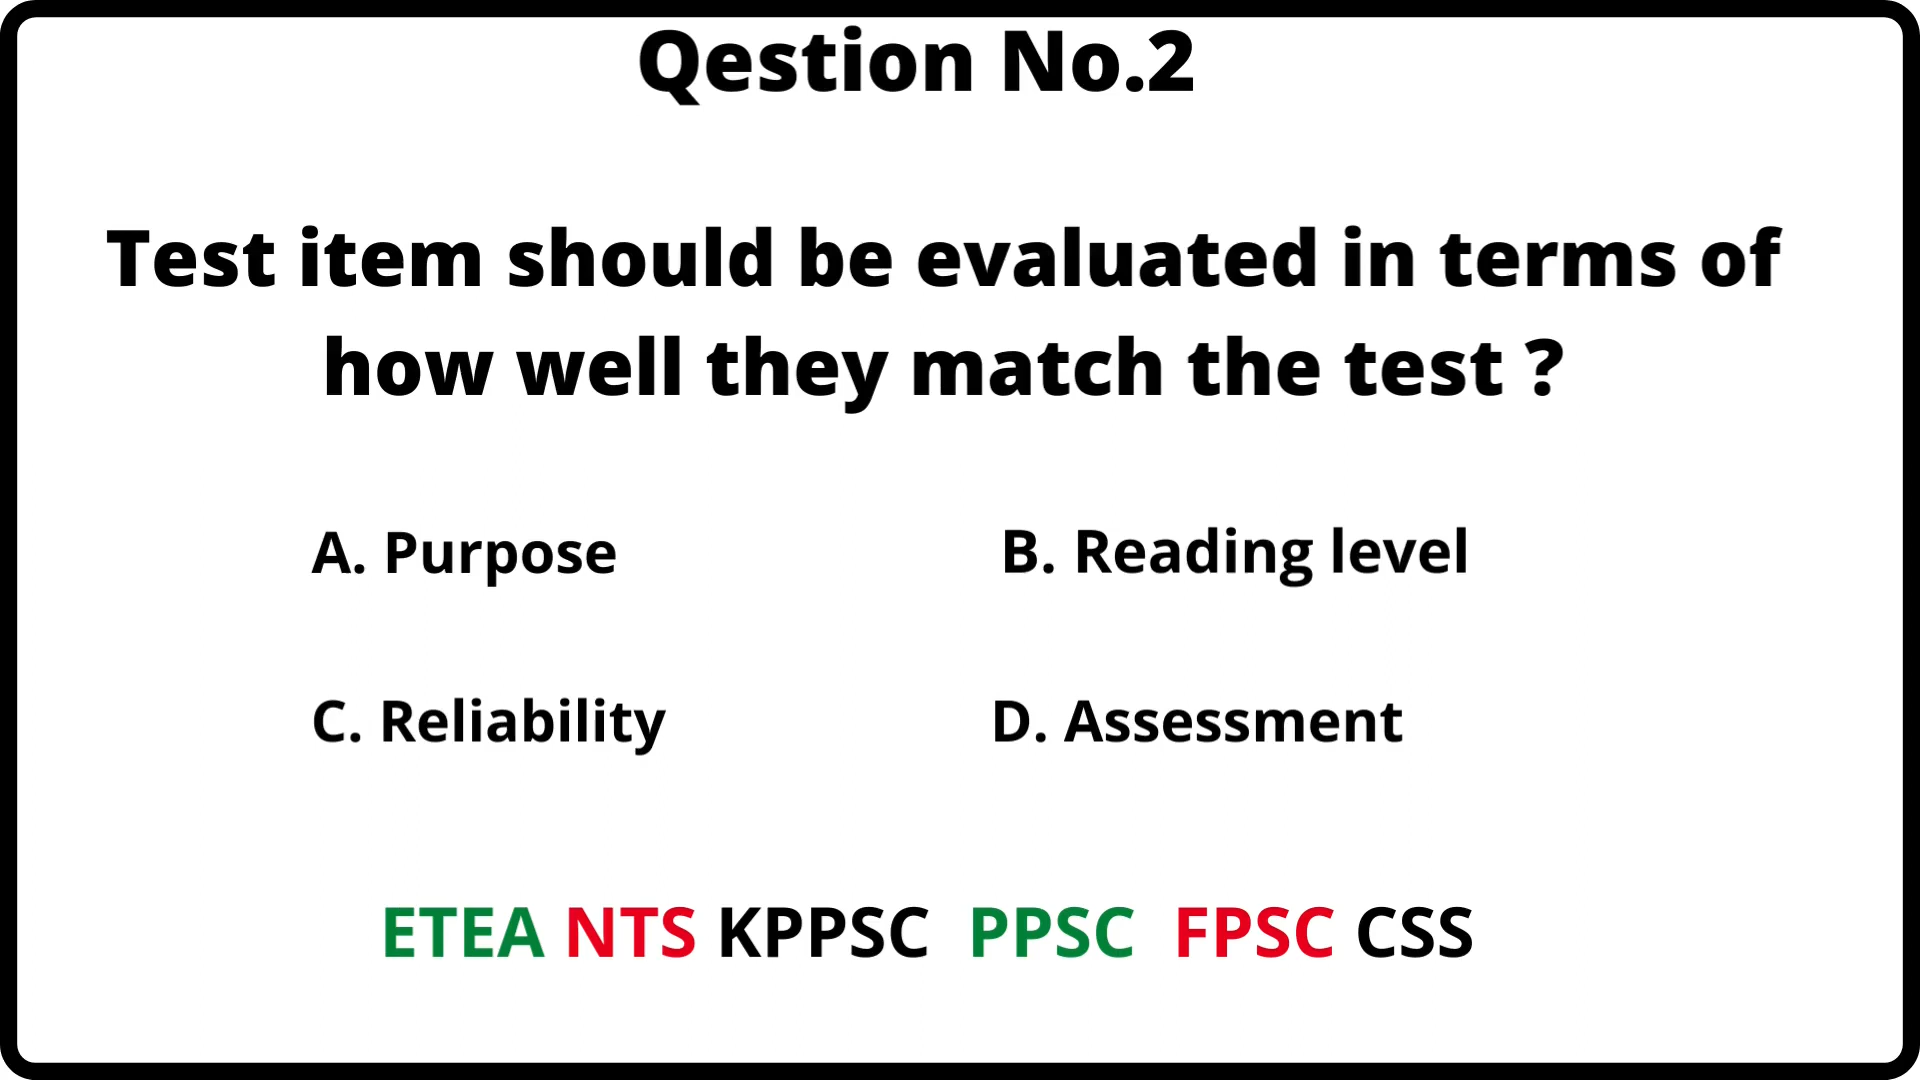 Qestion No.2
Test item should be evaluated in terms of
how well they match the test ?
A. Purpose
B. Reading level
C. Reliability
D. Assessment
ETEA NTS KPPSC PPSC FPSC CSS